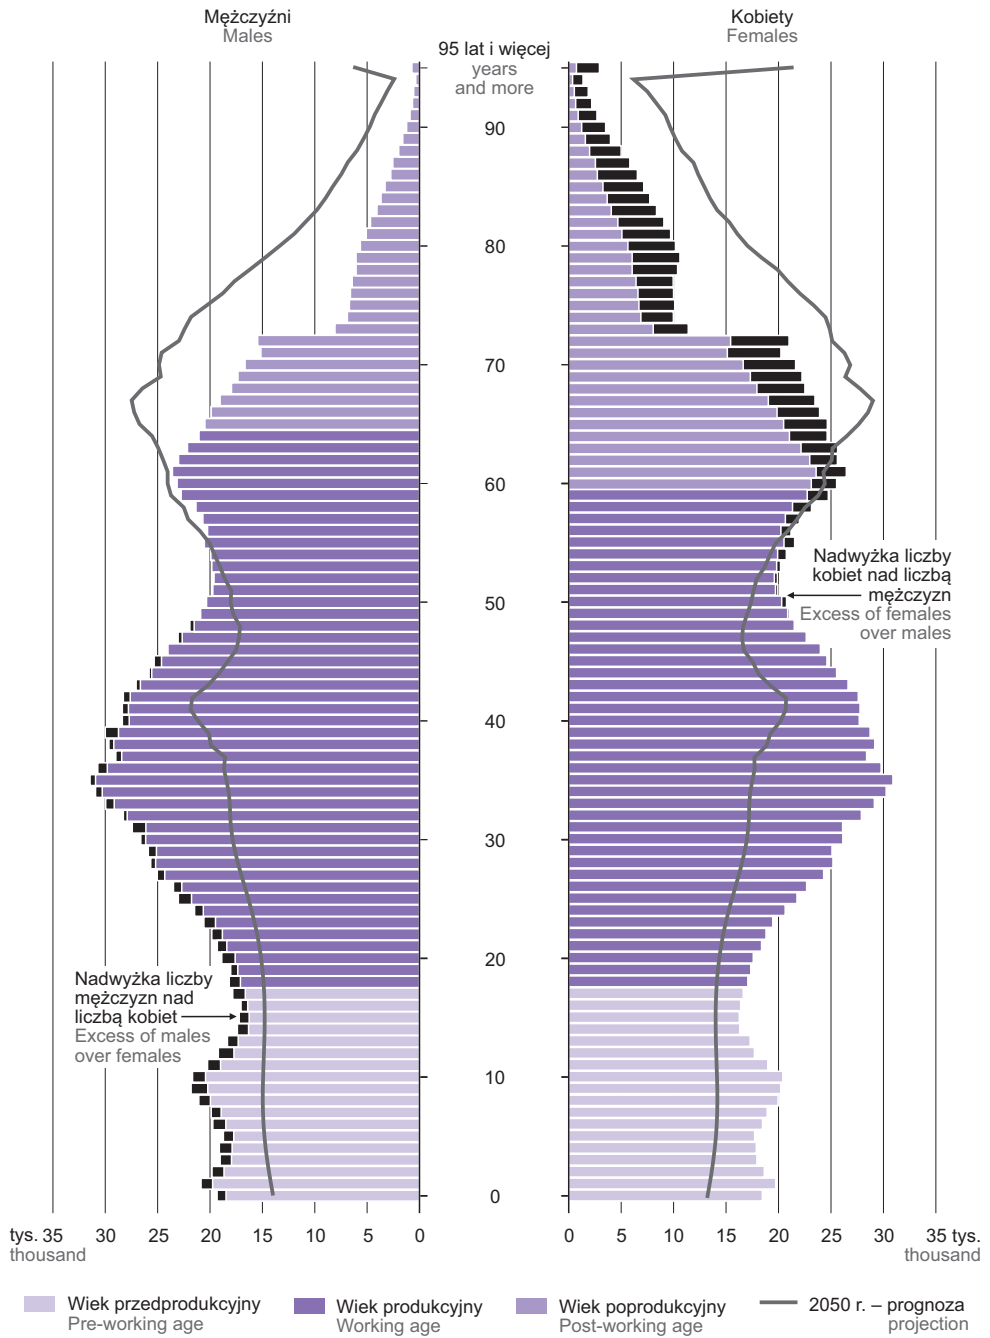 Mężczyźni
Males
Kobiety
Females
95 lat i więcej
years
and more
90
80
70
60
50
40
30
20
10
0
Nadwyżka liczby
kobiet nad liczbą
mężczyzn
Excess of females
over males
Nadwyżka liczby
mężczyzn nad
liczbą kobiet
Excess of males
over females
tys. 35 30 25 20 15 10 5 0
thousand
0 5 10 15 20 25 30 35 tys.
thousand
Wiek przedprodukcyjny
Pre-working age
Wiek produkcyjny
Working age
Wiek poprodukcyjny
Post-working age
2050 r. – prognoza
projection